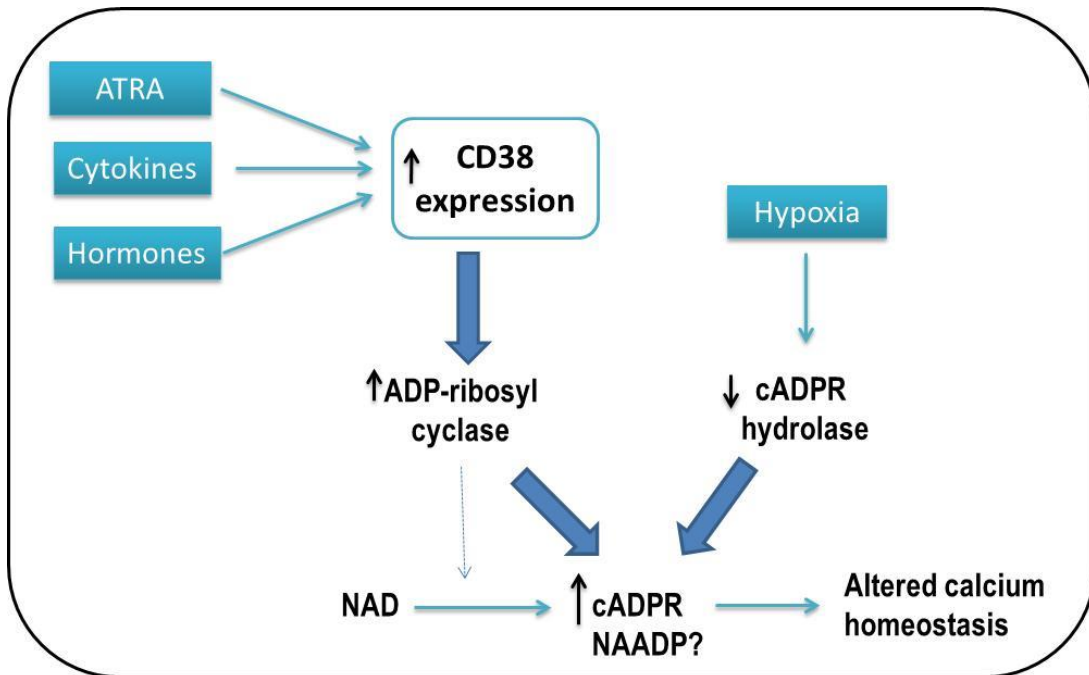 ATRA
Cytokines
Hormones
↑ CD38
expression
Hypoxia
↑ADP-ribosyl
cyclase
↓ cADPR
hydrolase
NAD
↑ cADPR
NAADP?
Altered calcium
homeostasis